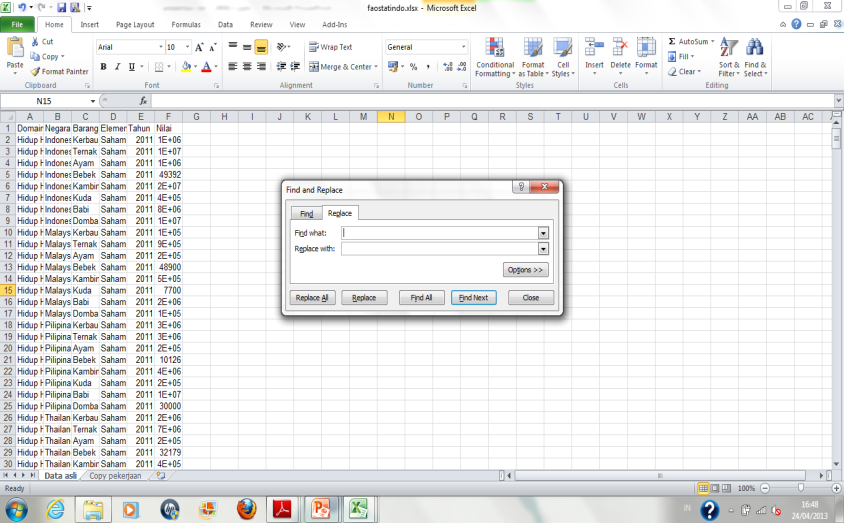 faostatindo.xlsx - Microsoft Excel
File Home Insert Page Layout Formulas Data Review View Add-Ins
Cut Arial 10 A A Wrap Text General Σ AutoSum
Paste Copy Fill
Format Painter B I U A Merge & Center % , Conditional Formatting Format as Table Cell Styles Insert Delete Format Clear Sort & Filter Find & Select
Clipboard Font Alignment Number Styles Cells Editing
N15 fx
A B C D E F G H I J K L M N O P Q R S T U V W X Y Z AA AB AC
1 Domain Negara Barang Elemen Tahun Nilai
2 Hidup H Indones Kerbau Saham 2011 1E+06
3 Hidup H Indones Ternak Saham 2011 1E+07
4 Hidup H Indones Ayam Saham 2011 1E+06
5 Hidup H Indones Bebek Saham 2011 49392
6 Hidup H Indones Kambin Saham 2011 2E+07
7 Hidup H Indones Kuda Saham 2011 4E+05
8 Hidup H Indones Babi Saham 2011 8E+06
9 Hidup H Indones Domba Saham 2011 1E+07
10 Hidup H Malays Kerbau Saham 2011 1E+05
11 Hidup H Malays Ternak Saham 2011 9E+05
12 Hidup H Malays Ayam Saham 2011 2E+05
13 Hidup H Malays Bebek Saham 2011 48900
14 Hidup H Malays Kambin Saham 2011 5E+05
15 Hidup H Malays Kuda Saham 2011 7700
16 Hidup H Malays Babi Saham 2011 2E+06
17 Hidup H Malays Domba Saham 2011 1E+05
18 Hidup H Pilipina Kerbau Saham 2011 3E+06
19 Hidup H Pilipina Ternak Saham 2011 3E+06
20 Hidup H Pilipina Ayam Saham 2011 2E+05
21 Hidup H Pilipina Bebek Saham 2011 10126
22 Hidup H Pilipina Kambin Saham 2011 4E+06
23 Hidup H Pilipina Kuda Saham 2011 2E+05
24 Hidup H Pilipina Babi Saham 2011 1E+07
25 Hidup H Pilipina Domba Saham 2011 30000
26 Hidup H Thailan Kerbau Saham 2011 2E+06
27 Hidup H Thailan Ternak Saham 2011 7E+06
28 Hidup H Thailan Ayam Saham 2011 2E+05
29 Hidup H Thailan Bebek Saham 2011 32179
30 Hidup H Thailan Kambin Saham 2011 4E+05
Find and Replace
Find Replace
Find what:
Replace with:
Options >>
Replace All Replace Find All Find Next Close
Data asli Copy pekerjaan
Ready 100%
IN 16:48
24/04/2013